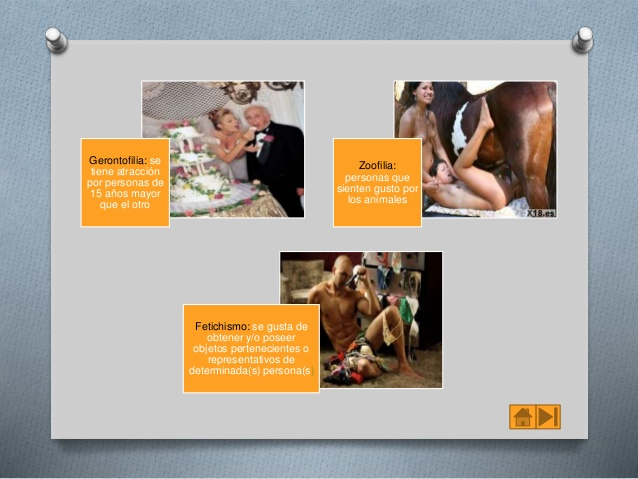 Gerontofilia: se
tiene atracción
por personas de
15 años mayor
que el otro
Zoofilia:
personas que
sienten gusto por
los animales
X18.es
Fetichismo: se gusta de
obtener y/o poseer
objetos pertenecientes o
representativos de
determinada(s) persona(s)